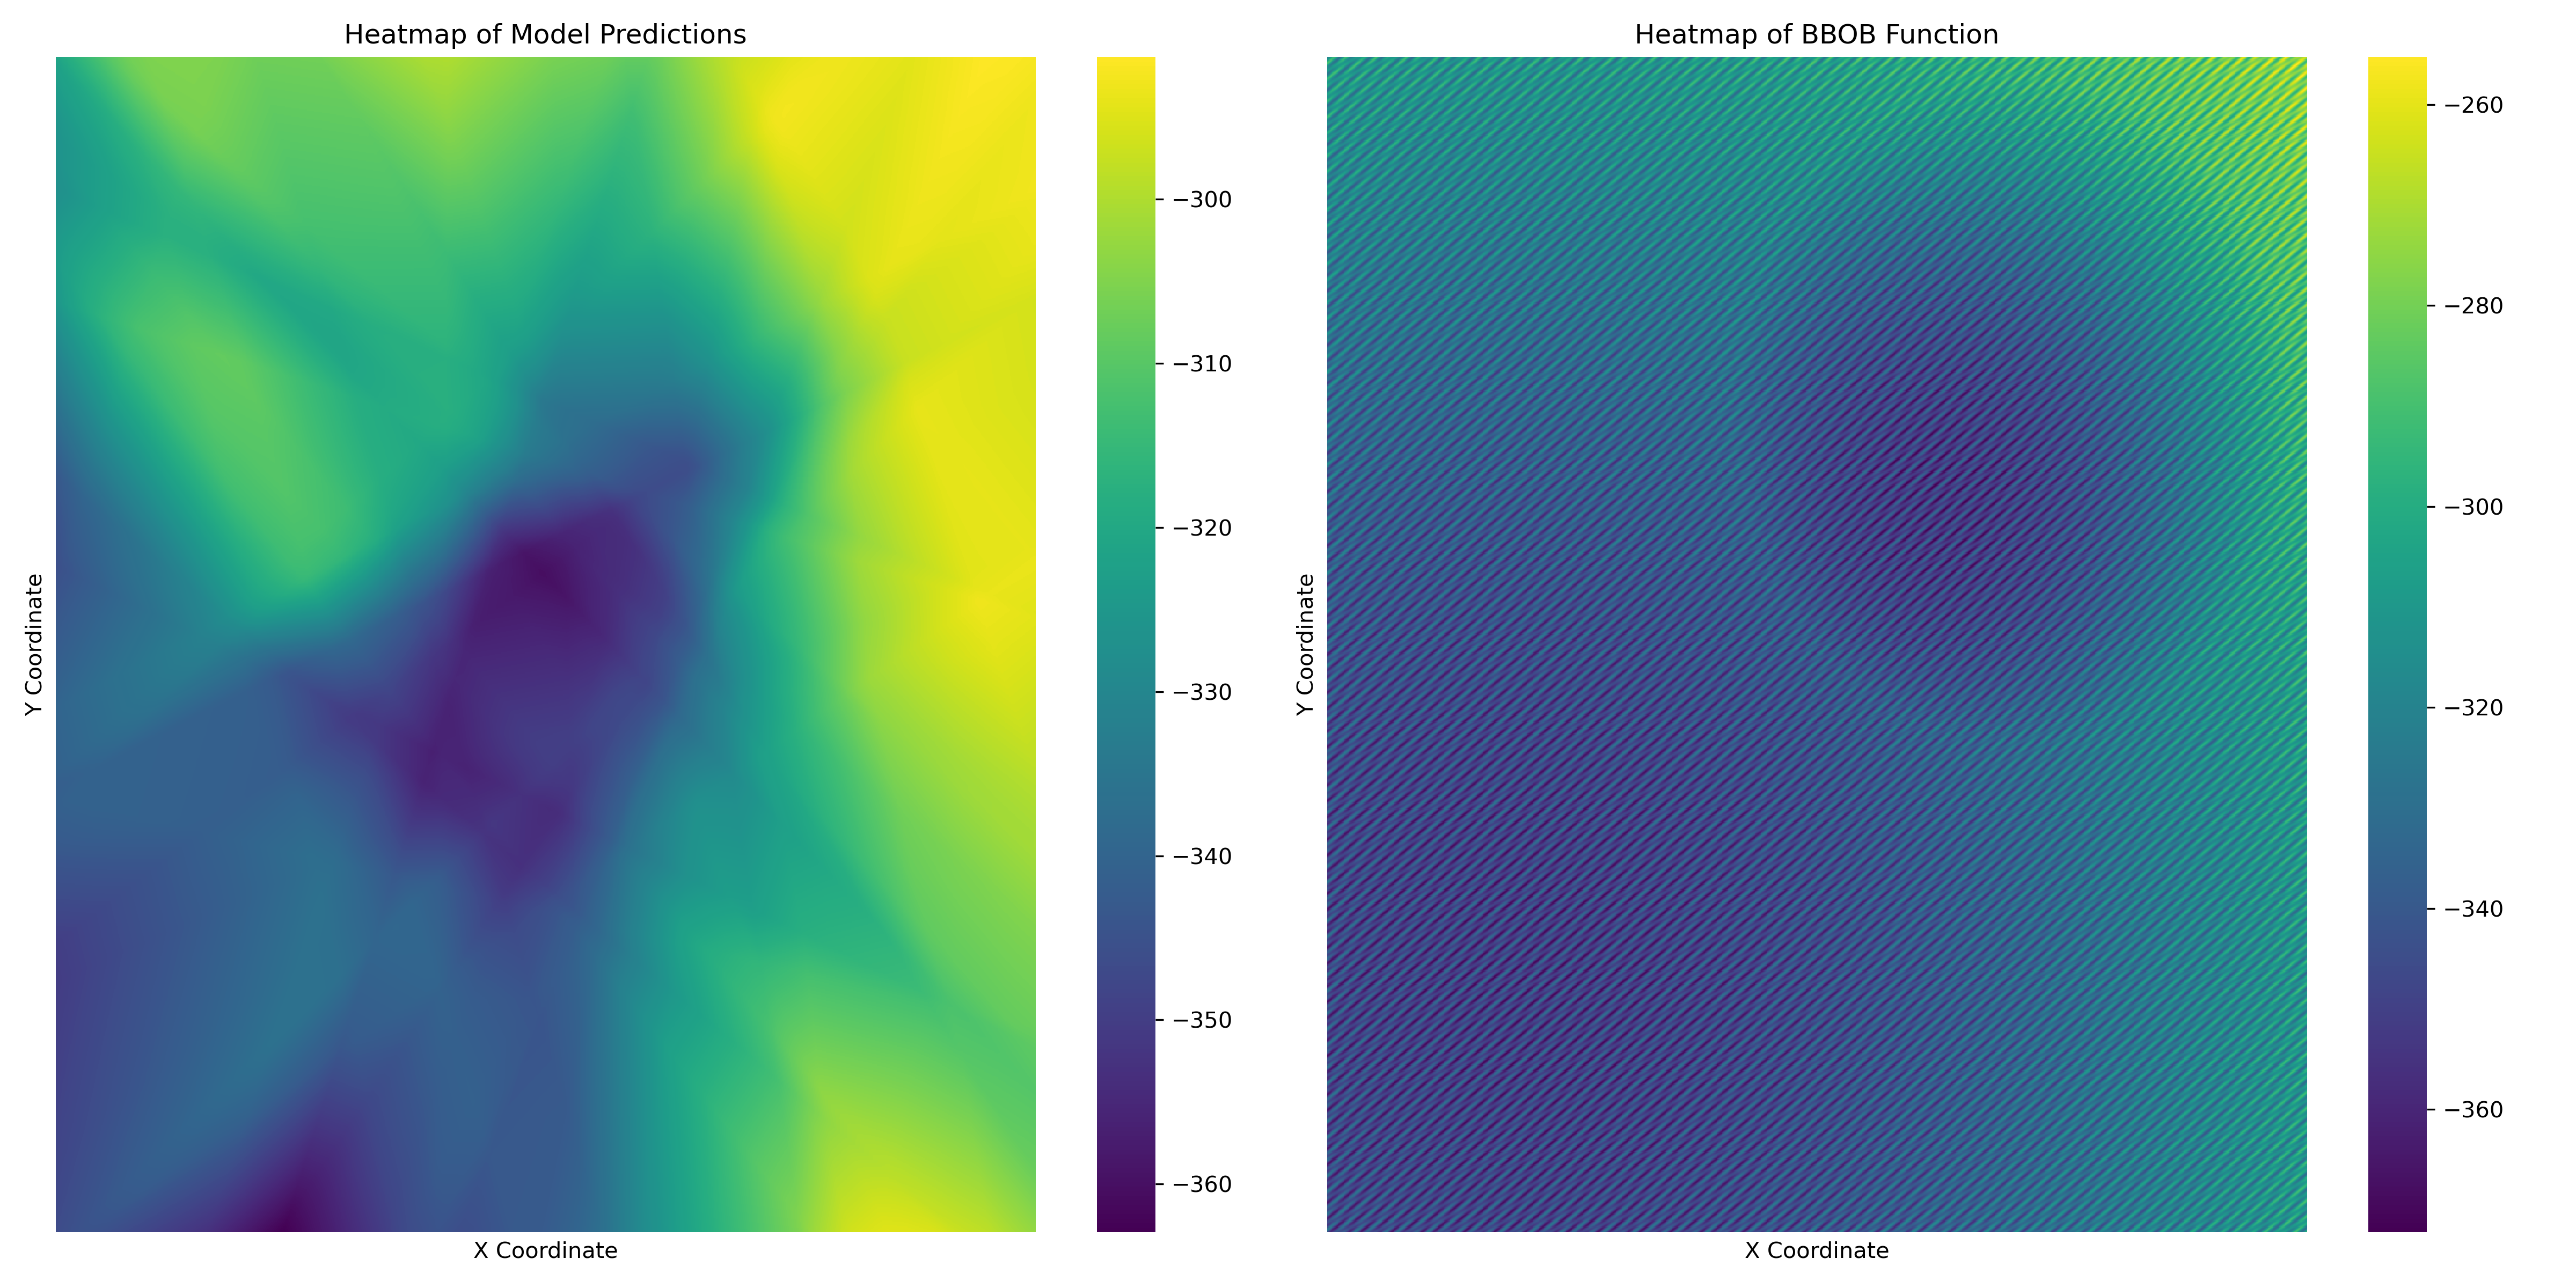 Heatmap of Model Predictions
Y Coordinate
X Coordinate
−300
−310
−320
−330
−340
−350
−360
Heatmap of BBOB Function
Y Coordinate
X Coordinate
−260
−280
−300
−320
−340
−360